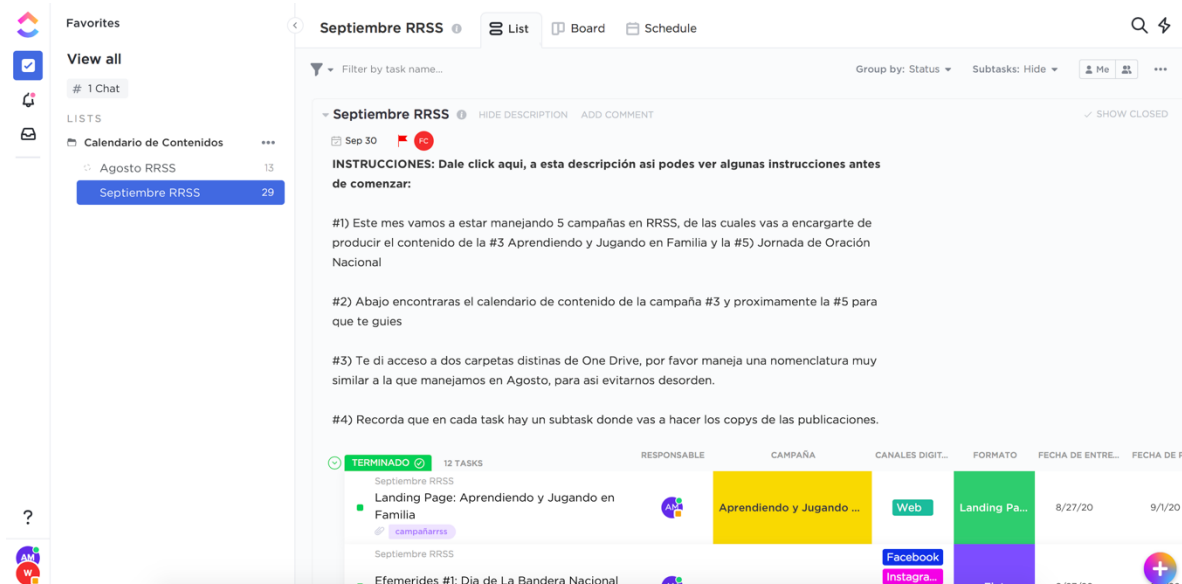 Favorites
View all
# 1 Chat
LISTS
Calendario de Contenidos
Agosto RRSS 13
Septiembre RRSS 29
?
AM
W
Septiembre RRSS
List
Board
Schedule
Filter by task name...
Group by: Status
Subtasks: Hide
Me
Septiembre RRSS HIDE DESCRIPTION ADD COMMENT
SHOW CLOSED
Sep 30 FC
INSTRUCCIONES: Dale click aqui, a esta descripción asi podes ver algunas instrucciones antes
de comenzar:
#1) Este mes vamos a estar manejando 5 campañas en RRSS, de las cuales vas a encargarte de
producir el contenido de la #3 Aprendiendo y Jugando en Familia y la #5) Jornada de Oración
Nacional
#2) Abajo encontraras el calendario de contenido de la campaña #3 y proximamente la #5 para
que te guies
#3) Te di acceso a dos carpetas distinas de One Drive, por favor maneja una nomenclatura muy
similar a la que manejamos en Agosto, para asi evitarnos desorden.
#4) Recorda que en cada task hay un subtask donde vas a hacer los copys de las publicaciones.
TERMINADO 12 TASKS RESPONSABLE CAMPAÑA CANALES DIGIT... FORMATO FECHA DE ENTRE... FECHA DE
Septiembre RRSS
Landing Page: Aprendiendo y Jugando en
Familia
campañarrss
AM
Aprendiendo y Jugando ...
Web
Landing Pa...
8/27/20
9/1/20
Septiembre RRSS
Efemerides #1: Dia de La Bandera Nacional
Facebook
Instagra...